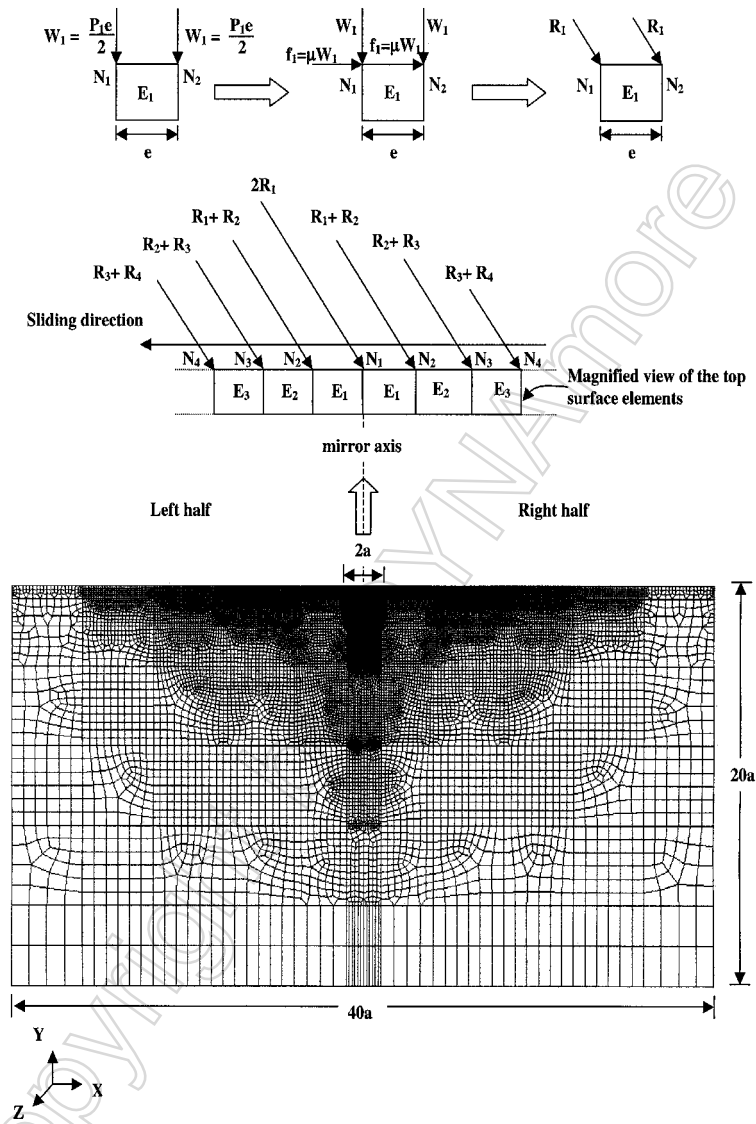 W₁ = P₁e/2 W₁ = P₁e/2
N₁ E₁ N₂
e
W₁ W₁
f₁=μW₁ f₁=μW₁
N₁ E₁ N₂
e
R₁ R₁
N₁ E₁ N₂
e
2R₁
R₁+ R₂ R₁+ R₂
R₂+ R₃ R₂+ R₃
R₃+ R₄ R₃+ R₄
Sliding direction
N₄ N₃ N₂ N₁ N₂ N₃ N₄
E₃ E₂ E₁ E₁ E₂ E₃
Magnified view of the top
surface elements
mirror axis
Left half Right half
2a
20a
40a
Y
X
Z